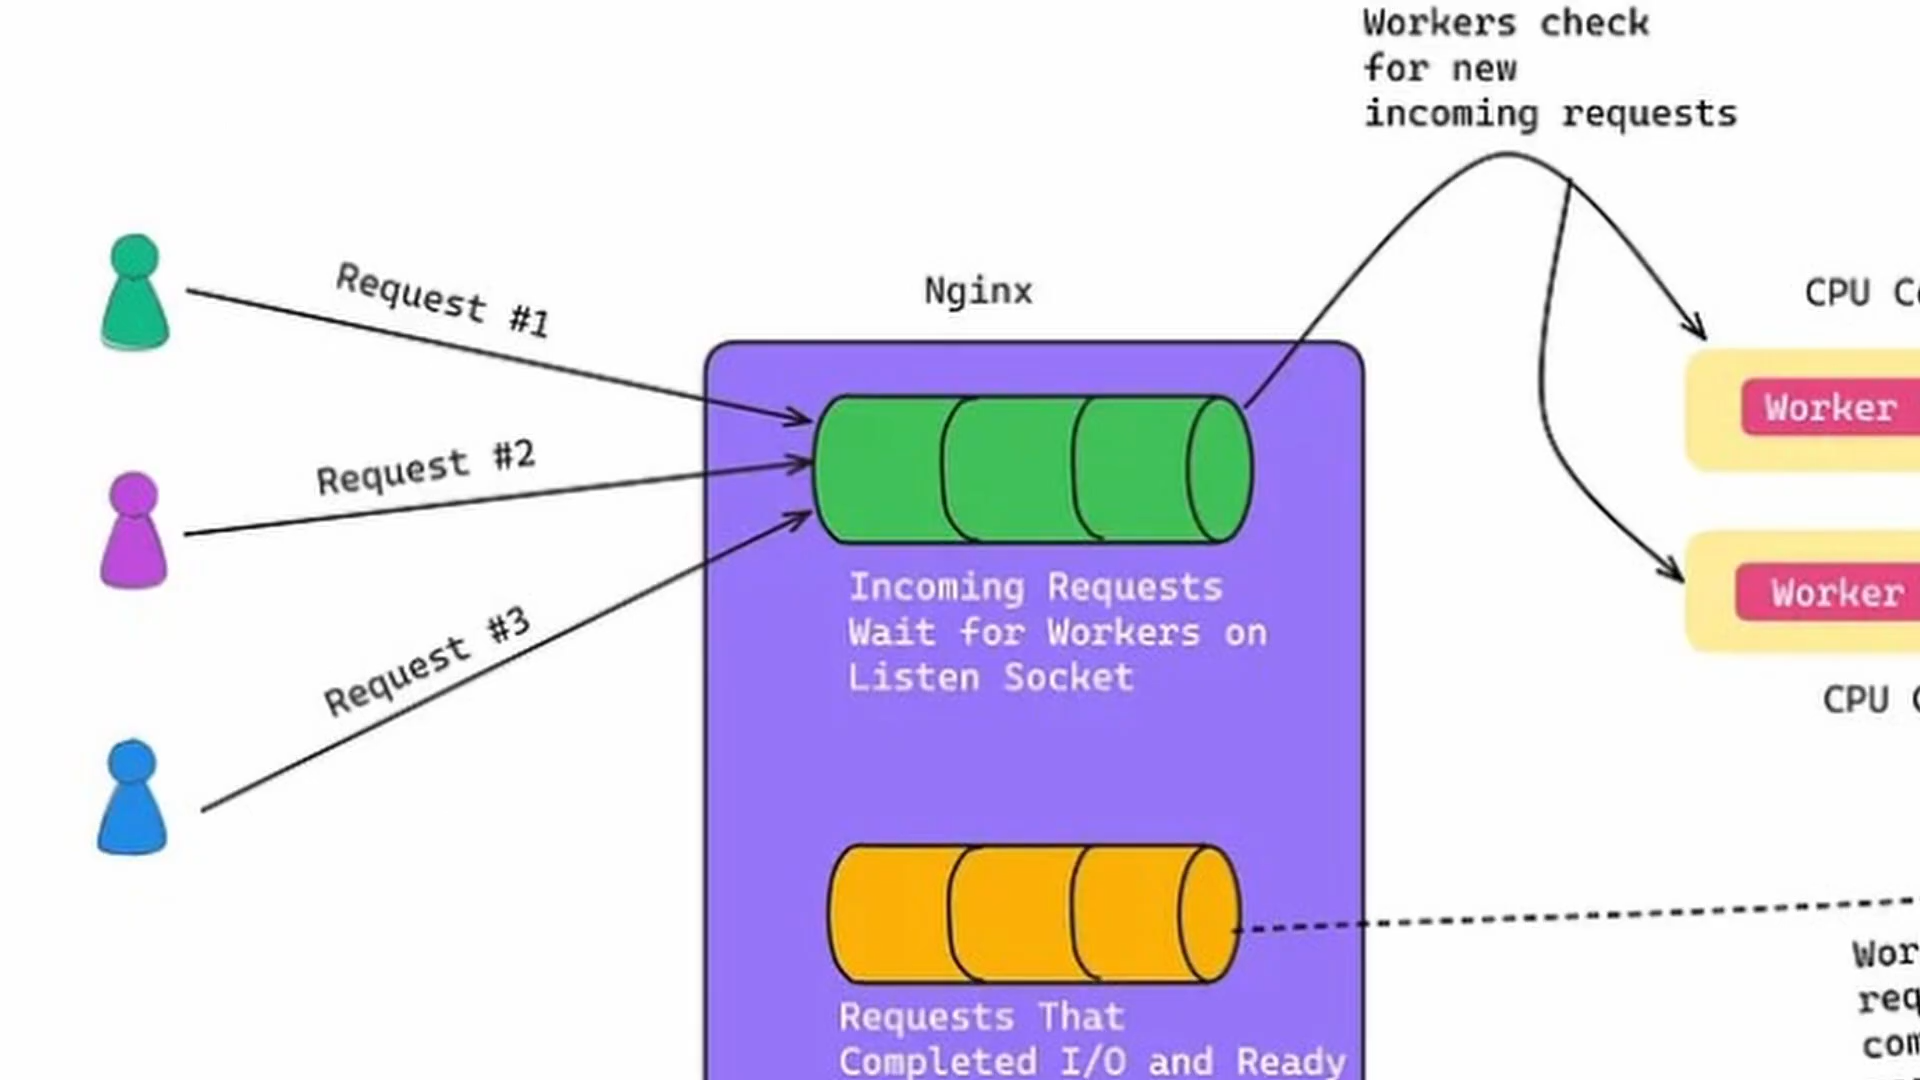 Workers check
for new
incoming requests
Request #1
Nginx
CPU
Request #2
Worker
Incoming Requests
Wait for Workers on
Listen Socket
Worker
Request #3
CPU
Requests That
Completed I/O and Ready